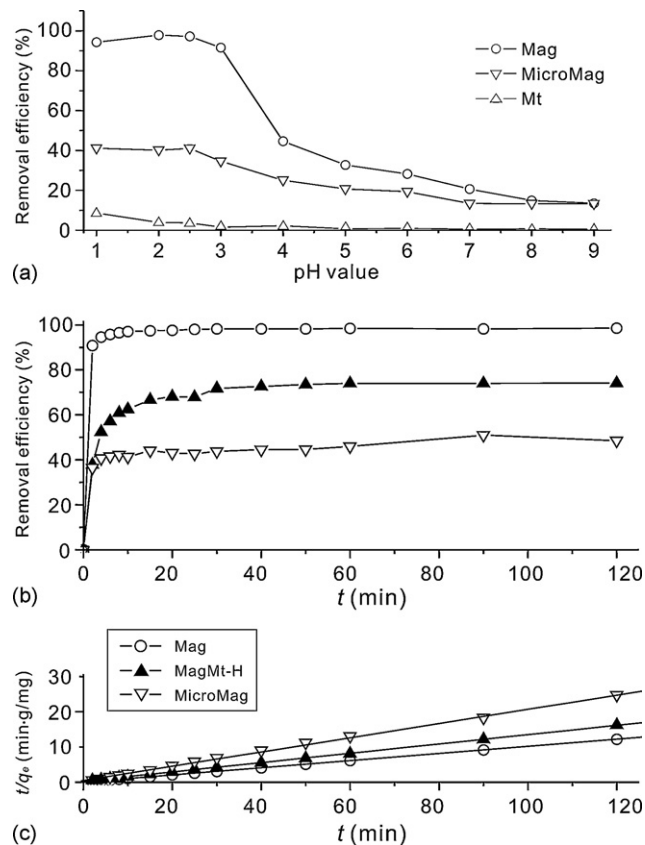 100
80
60
40
20
0
Removal efficiency (%)
Mag
MicroMag
Mt
1 2 3 4 5 6 7 8 9
pH value
(a)
100
80
60
40
20
0
Removal efficiency (%)
0 20 40 60 80 100 120
t (min)
(b)
Mag
MagMt-H
MicroMag
30
20
10
0
t/qₑ (min·g/mg)
0 20 40 60 80 100 120
t (min)
(c)